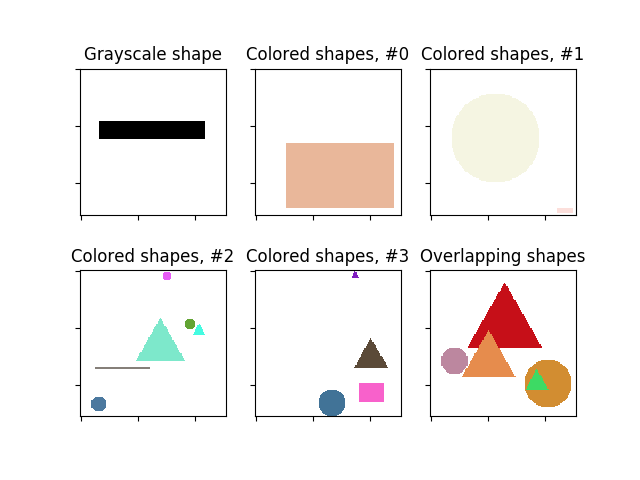 Grayscale shape
Colored shapes, #0
Colored shapes, #1
Colored shapes, #2
Colored shapes, #3
Overlapping shapes